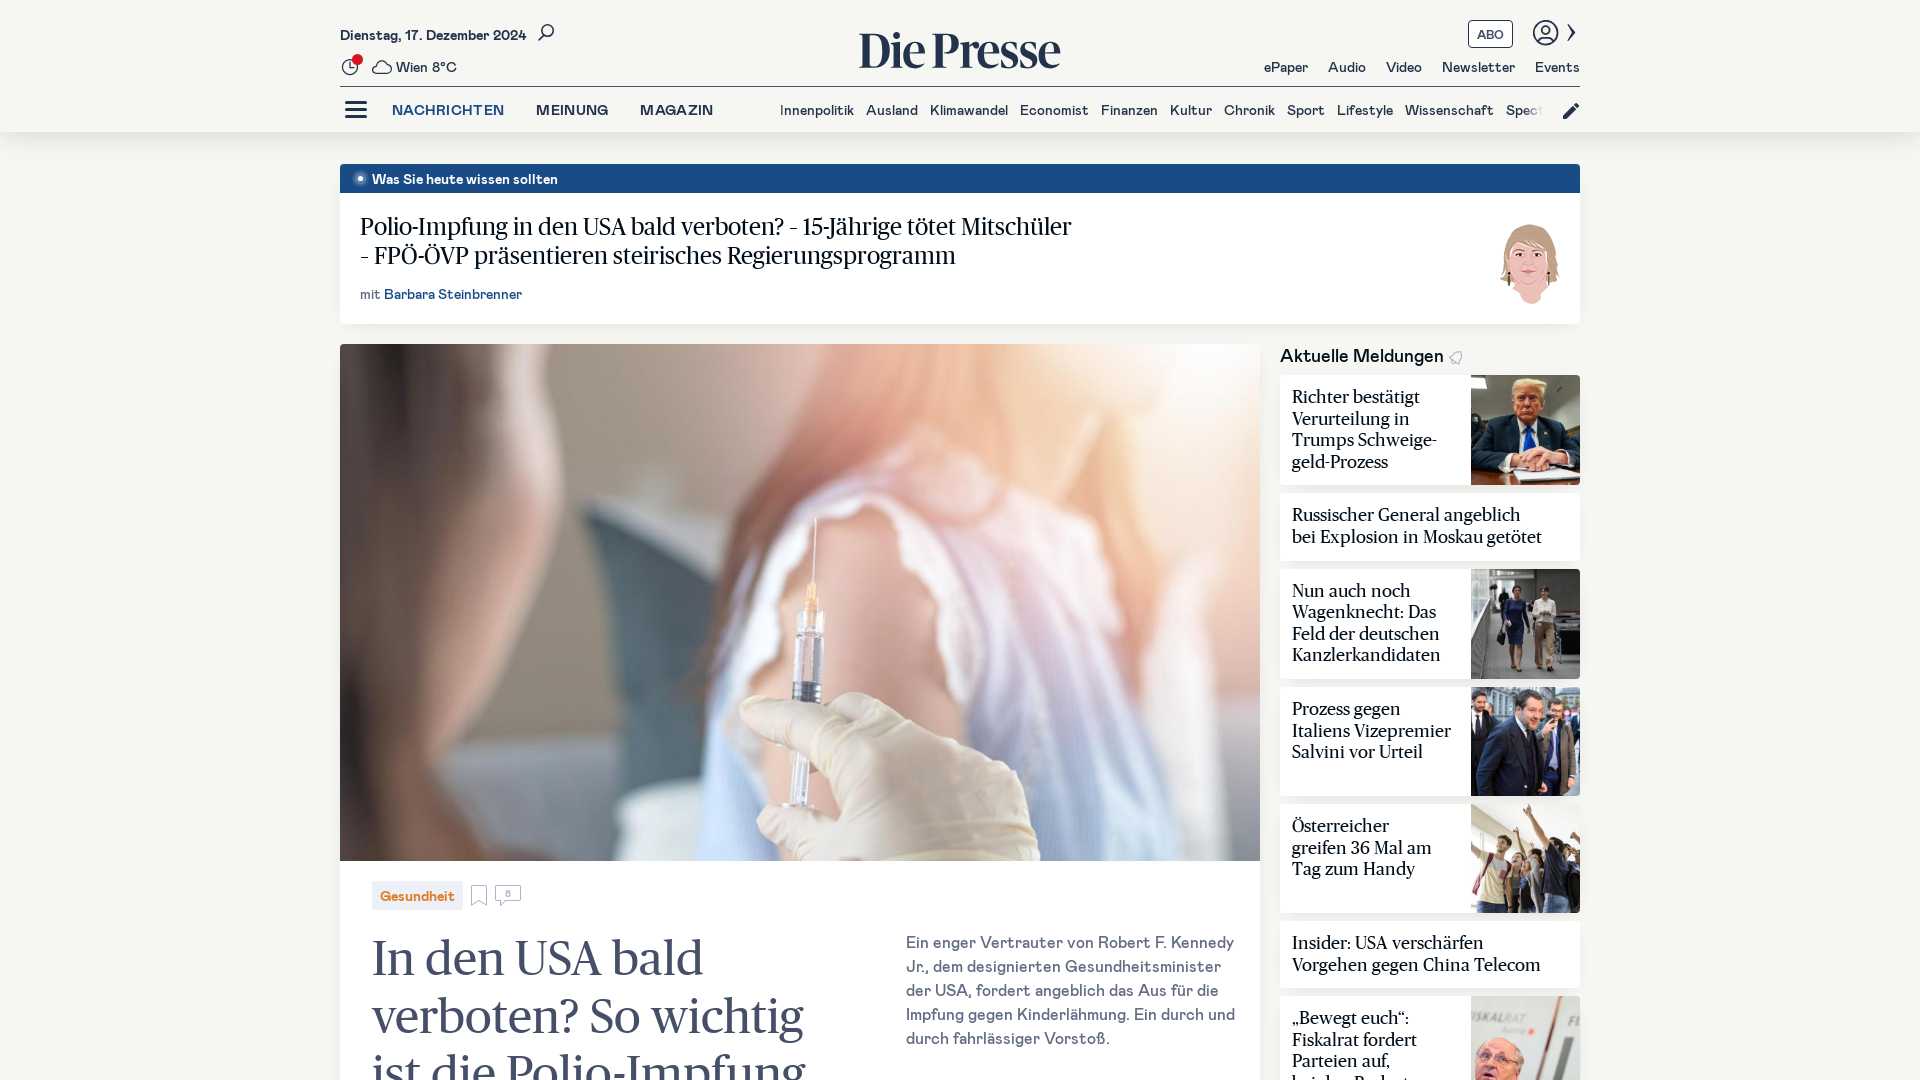 Dienstag, 17. Dezember 2024
Wien 8°C
Die Presse
ABO
ePaper Audio Video Newsletter Events
NACHRICHTEN MEINUNG MAGAZIN
Innenpolitik Ausland Klimawandel Economist Finanzen Kultur Chronik Sport Lifestyle Wissenschaft Spect
Was Sie heute wissen sollten
Polio-Impfung in den USA bald verboten? – 15-Jährige tötet Mitschüler
– FPÖ-ÖVP präsentieren steirisches Regierungsprogramm
mit Barbara Steinbrenner
Gesundheit
8
In den USA bald
verboten? So wichtig
ist die Polio-Impfung
Ein enger Vertrauter von Robert F. Kennedy
Jr., dem designierten Gesundheitsminister
der USA, fordert angeblich das Aus für die
Impfung gegen Kinderlähmung. Ein durch und
durch fahrlässiger Vorstoß.
Aktuelle Meldungen
Richter bestätigt
Verurteilung in
Trumps Schweige-
geld-Prozess
Russischer General angeblich
bei Explosion in Moskau getötet
Nun auch noch
Wagenknecht: Das
Feld der deutschen
Kanzlerkandidaten
Prozess gegen
Italiens Vizepremier
Salvini vor Urteil
Österreicher
greifen 36 Mal am
Tag zum Handy
Insider: USA verschärfen
Vorgehen gegen China Telecom
„Bewegt euch“:
Fiskalrat fordert
Parteien auf,